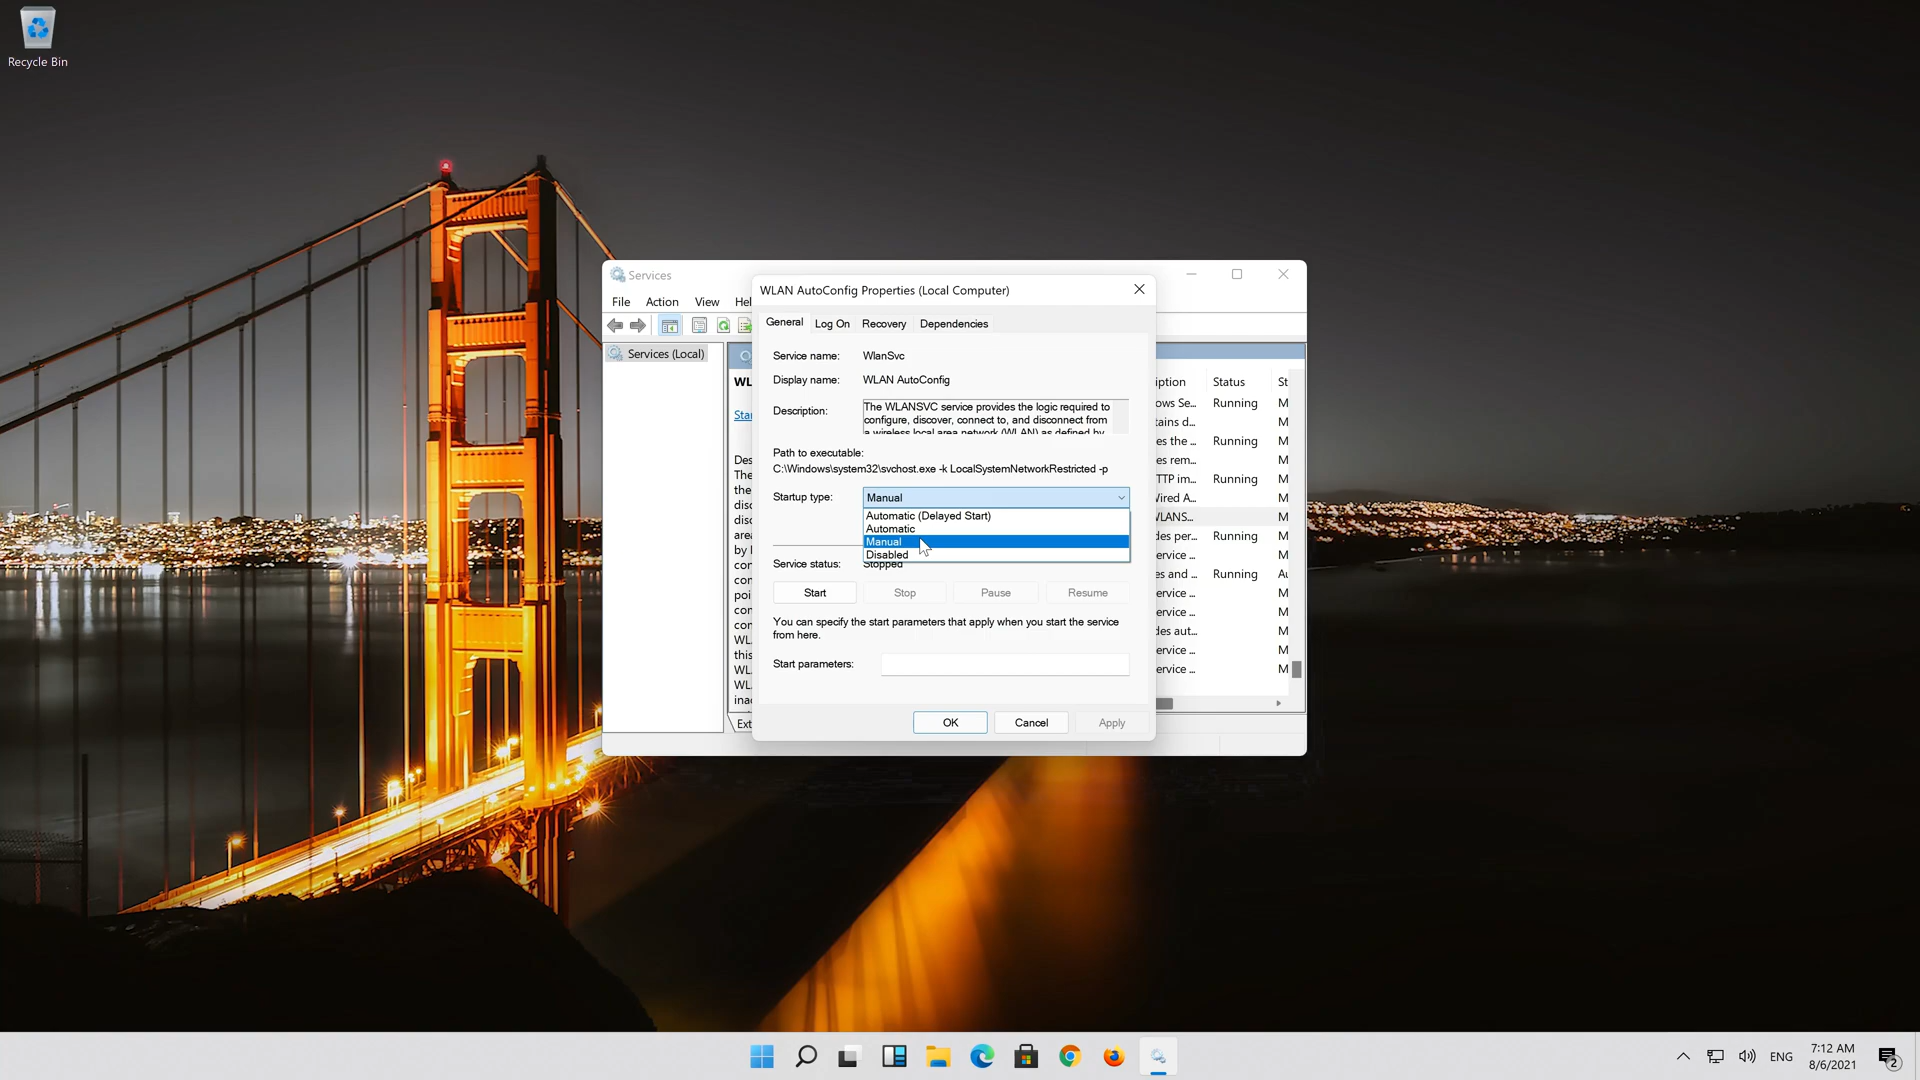 Recycle Bin
Services
File Action View Hel
Services (Local)
WL
Star
Des
The
the
disc
disc
area
by I
con
com
poi
con
con
WL
this
WL
WL
inac
Ext
WLAN AutoConfig Properties (Local Computer)
General Log On Recovery Dependencies
Service name: WlanSvc
Display name: WLAN AutoConfig
Description: The WLANSVC service provides the logic required to
configure, discover, connect to, and disconnect from
a wireless local area network (WLAN) as defined by
Path to executable:
C:\Windows\system32\svchost.exe -k LocalSystemNetworkRestricted -p
Startup type: Manual
Automatic (Delayed Start)
Automatic
Manual
Disabled
Service status: Stopped
Start Stop Pause Resume
You can specify the start parameters that apply when you start the service
from here.
Start parameters:
OK Cancel Apply
iption Status St
ows Se... Running M
tains d... M
es the ... Running M
es rem... M
TTP im... Running M
Wired A... M
WLANS... M
des per... Running M
ervice ... M
es and ... Running Au
ervice ... M
ervice ... M
des aut... M
ervice ... M
ervice ... M
ENG
7:12 AM
8/6/2021
2